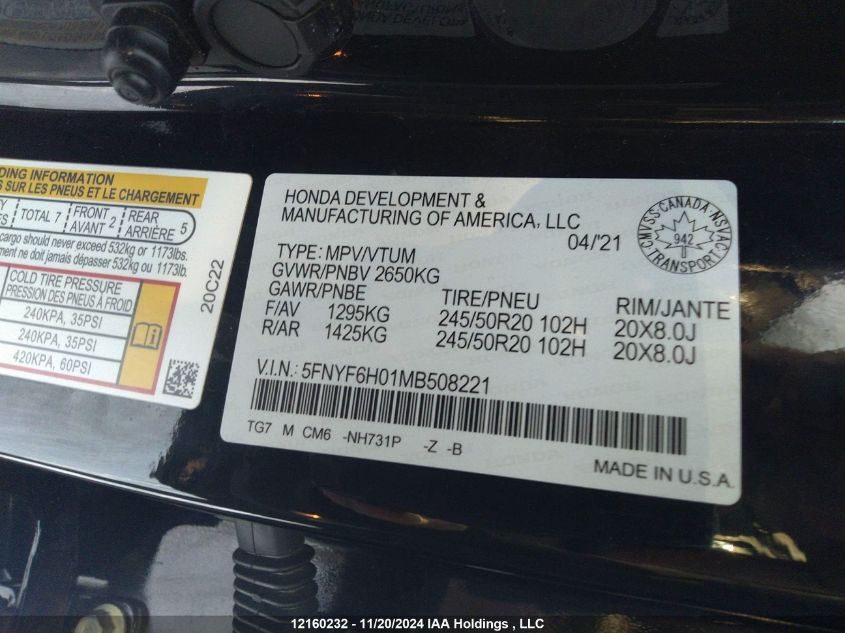 DING INFORMATION
S SUR LES PNEUS ET LE CHARGEMENT
TOTAL 7
FRONT
AVANT 2
REAR
ARRIÈRE 5
cargo should never exceed 532kg or 1173lbs.
ment ne doit jamais dépasser 532kg ou 1173lb.
COLD TIRE PRESSURE
PRESSION DES PNEUS À FROID
240KPA, 35PSI
240KPA, 35PSI
420KPA, 60PSI
20C22
HONDA DEVELOPMENT &
MANUFACTURING OF AMERICA, LLC
04/'21
CMVSS CANADA NSVAC
942
TRANSPORT
TYPE: MPV/VTUM
GVWR/PNBV 2650KG
GAWR/PNBE TIRE/PNEU RIM/JANTE
F/AV 1295KG 245/50R20 102H 20X8.0J
R/AR 1425KG 245/50R20 102H 20X8.0J
V.I.N.: 5FNYF6H01MB508221
TG7 M CM6 -NH731P -Z -B
MADE IN U.S.A.
12160232 - 11/20/2024 IAA Holdings , LLC